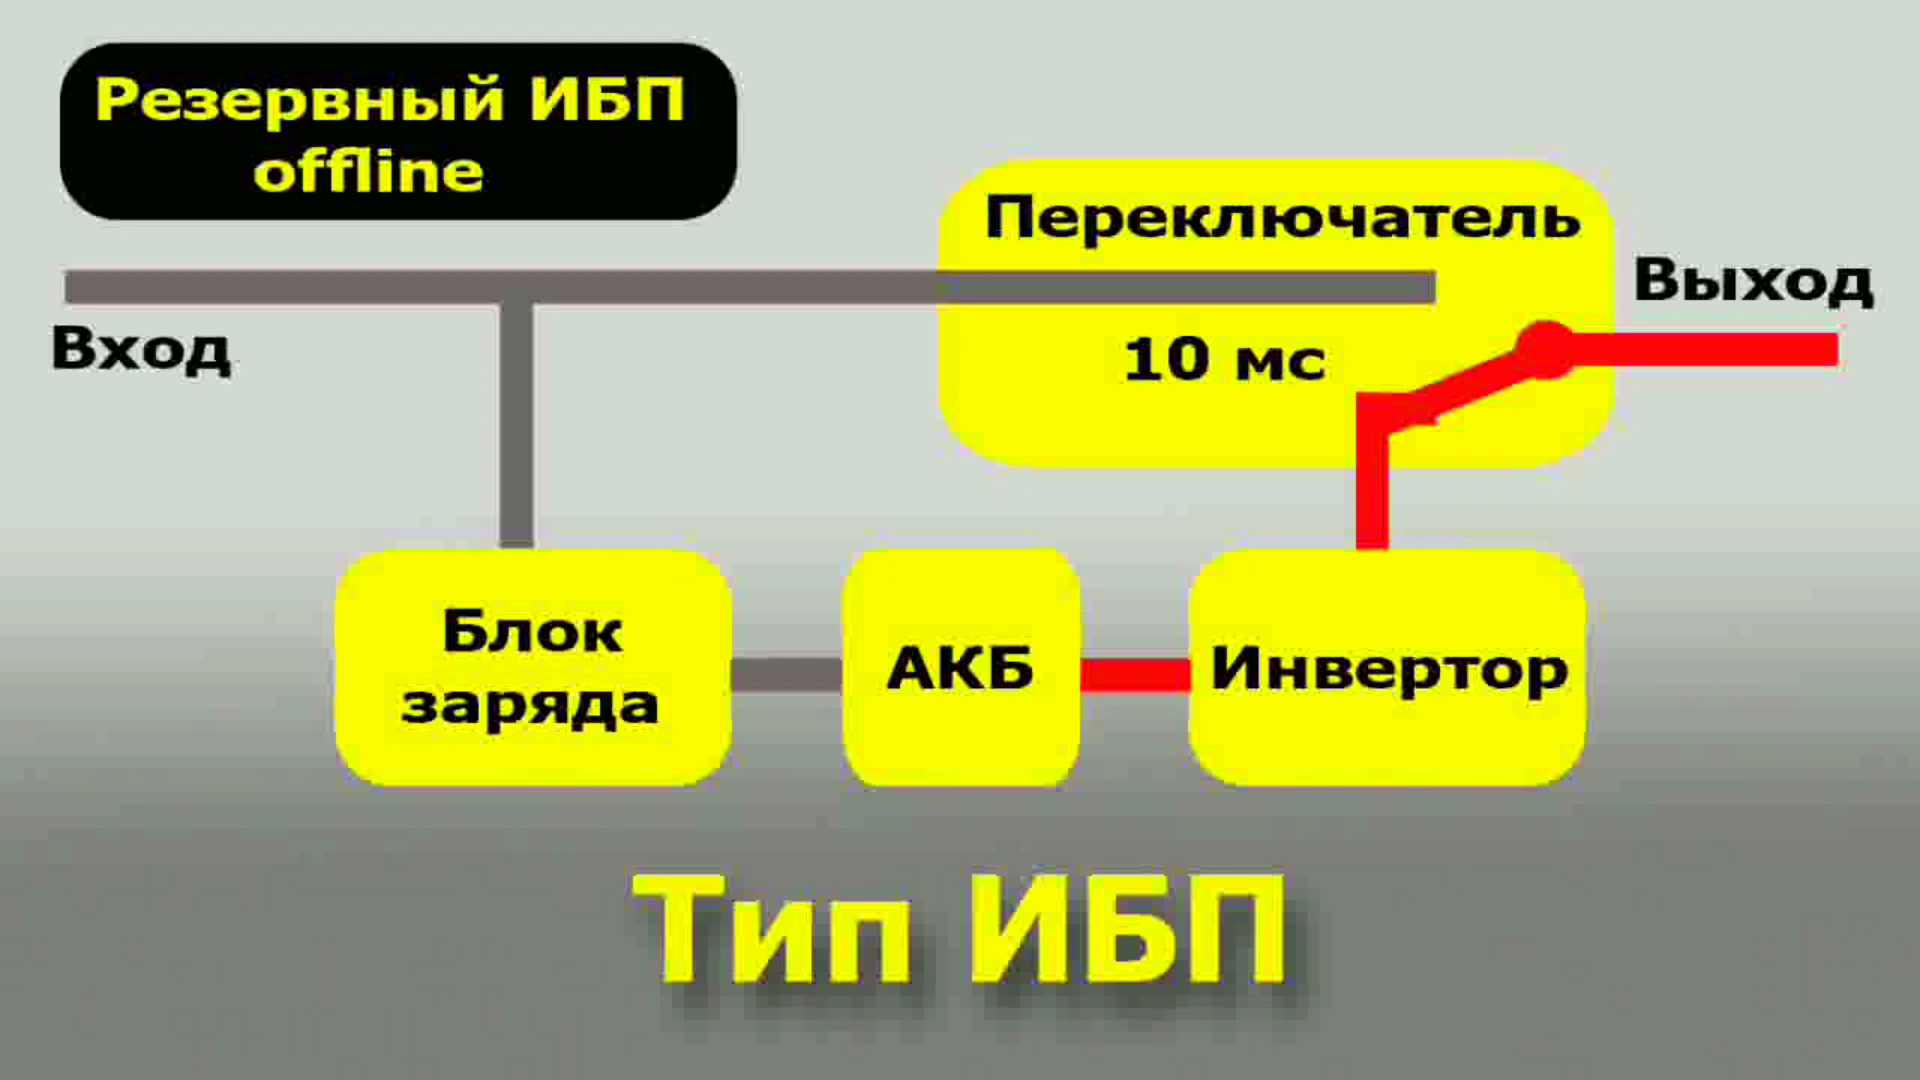 Резервный ИБП
offline
Переключатель
Выход
Вход
10 мс
Блок
заряда
АКБ
Инвертор
Тип ИБП